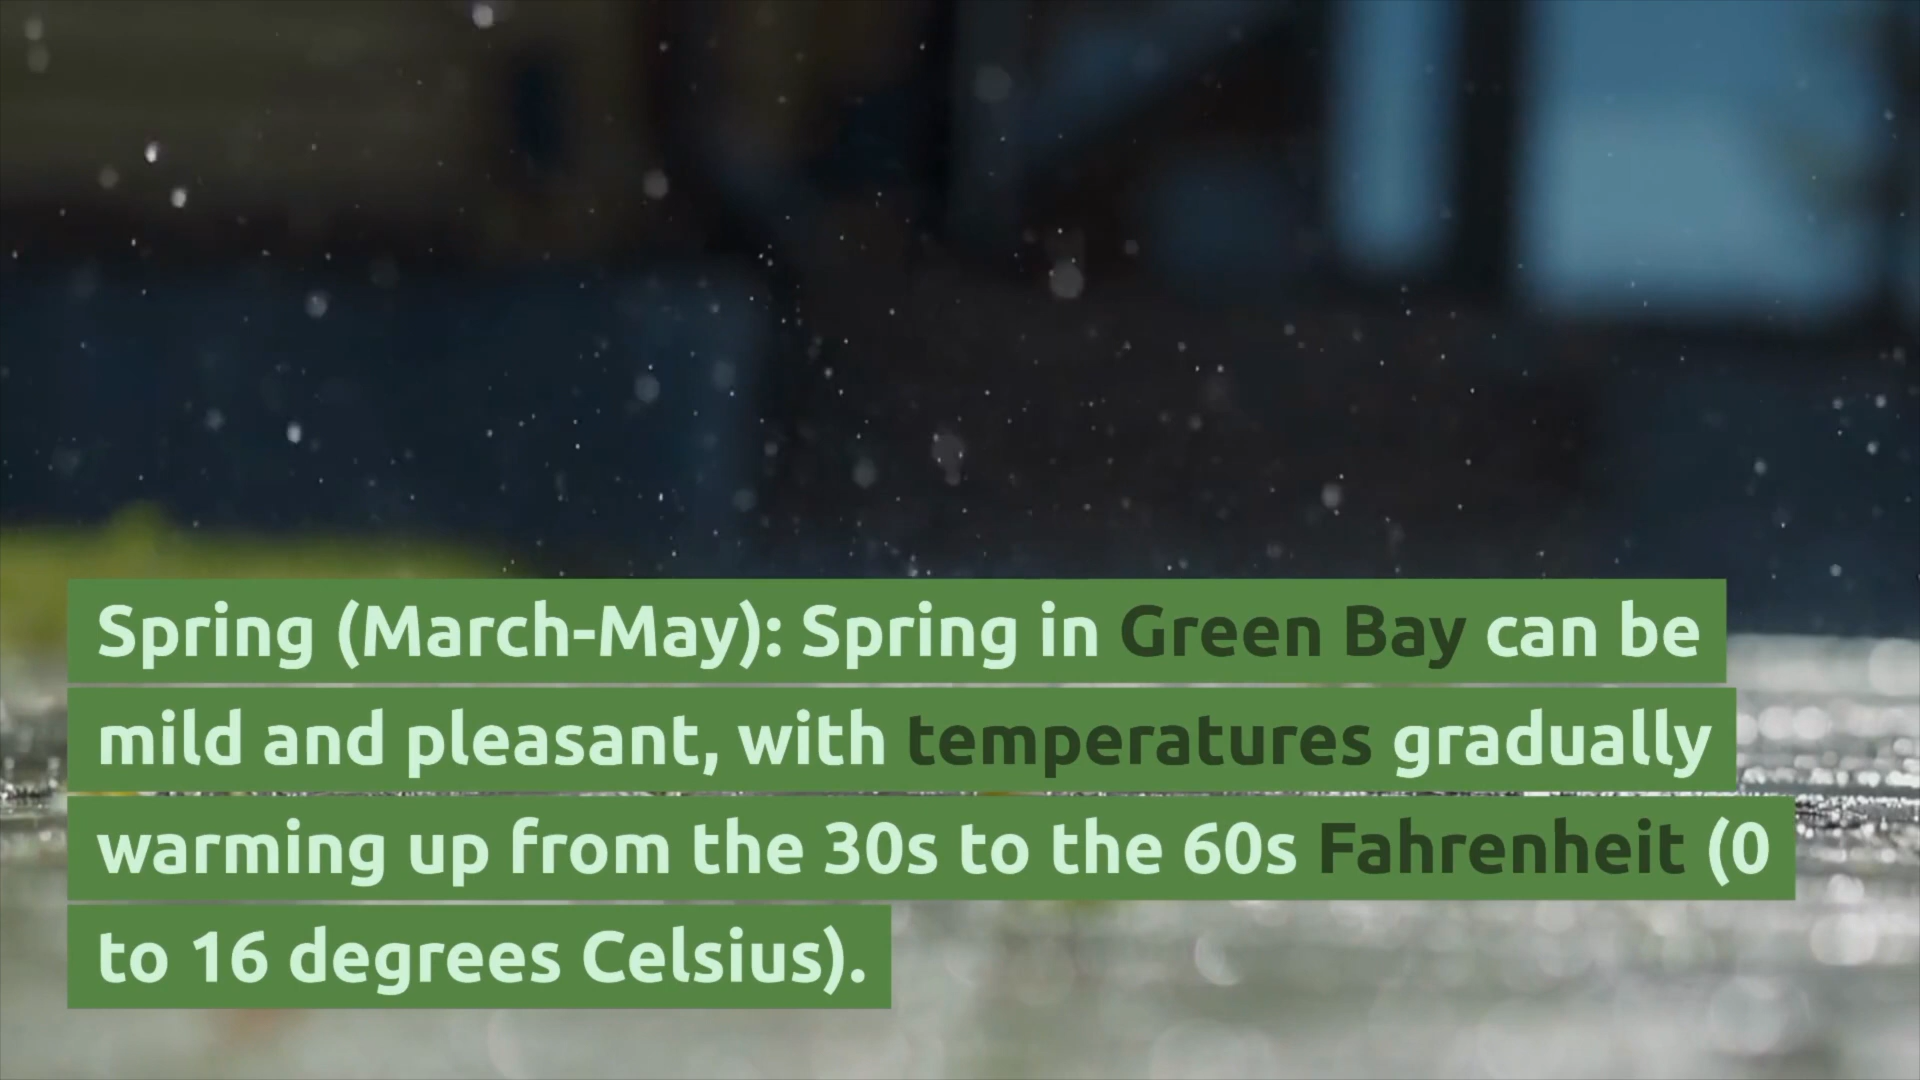 Spring (March-May): Spring in Green Bay can be
mild and pleasant, with temperatures gradually
warming up from the 30s to the 60s Fahrenheit (0
to 16 degrees Celsius).